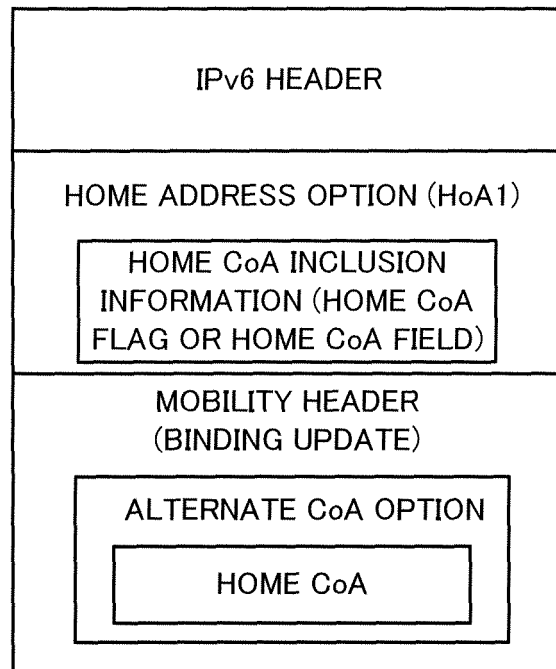 IPv6 HEADER
HOME ADDRESS OPTION (HoA1)
HOME CoA INCLUSION
INFORMATION (HOME CoA
FLAG OR HOME CoA FIELD)
MOBILITY HEADER
(BINDING UPDATE)
ALTERNATE CoA OPTION
HOME CoA